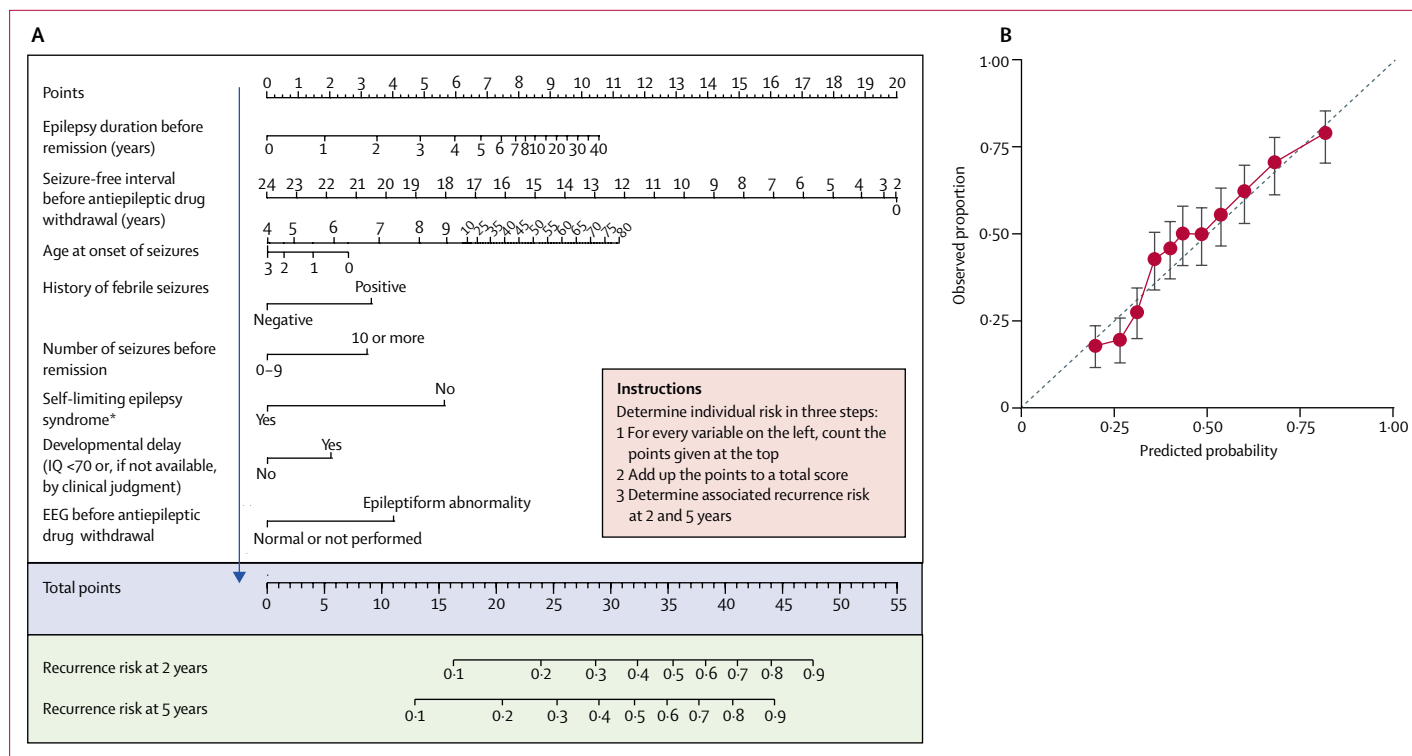 A
Points
0 1 2 3 4 5 6 7 8 9 10 11 12 13 14 15 16 17 18 19 20
Epilepsy duration before
remission (years)
0 1 2 3 4 5 6 7 8 10 20 30 40
Seizure-free interval
before antiepileptic drug
withdrawal (years)
24 23 22 21 20 19 18 17 16 15 14 13 12 11 10 9 8 7 6 5 4 3 2
0
Age at onset of seizures
4 5 6 7 8 9 10 25 35 40 45 50 55 60 65 70 75 80
3 2 1 0
History of febrile seizures
Positive
Negative
Number of seizures before
remission
10 or more
0–9
Self-limiting epilepsy
syndrome*
No
Yes
Developmental delay
(IQ <70 or, if not available,
by clinical judgment)
Yes
No
EEG before antiepileptic
drug withdrawal
Epileptiform abnormality
Normal or not performed
Instructions
Determine individual risk in three steps:
1 For every variable on the left, count the
points given at the top
2 Add up the points to a total score
3 Determine associated recurrence risk
at 2 and 5 years
Total points
0 5 10 15 20 25 30 35 40 45 50 55
Recurrence risk at 2 years
0·1 0·2 0·3 0·4 0·5 0·6 0·7 0·8 0·9
Recurrence risk at 5 years
0·1 0·2 0·3 0·4 0·5 0·6 0·7 0·8 0·9
B
1·00
0·75
0·50
0·25
0
Observed proportion
0 0·25 0·50 0·75 1·00
Predicted probability